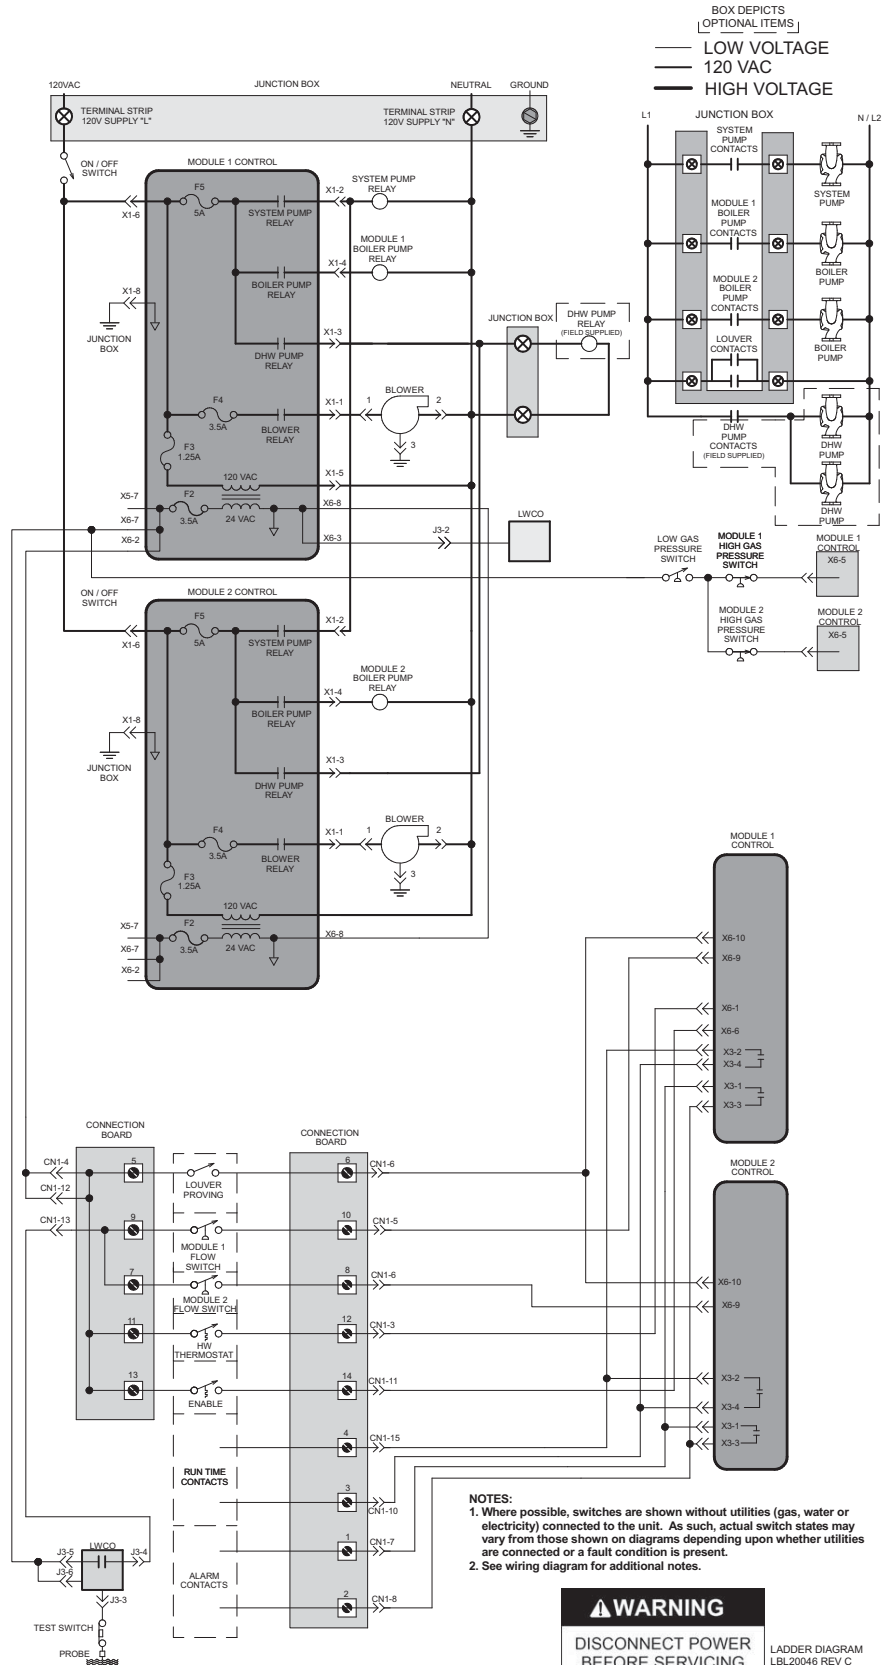 BOX DEPICTS
OPTIONAL ITEMS
LOW VOLTAGE
120 VAC
HIGH VOLTAGE
120VAC
JUNCTION BOX
NEUTRAL
GROUND
TERMINAL STRIP
120V SUPPLY "L"
TERMINAL STRIP
120V SUPPLY "N"
ON / OFF
SWITCH
MODULE 1 CONTROL
F5
5A
X1-6
SYSTEM PUMP
RELAY
X1-2
SYSTEM PUMP
RELAY
MODULE 1
BOILER PUMP
RELAY
X1-4
BOILER PUMP
RELAY
X1-8
JUNCTION
BOX
X1-3
DHW PUMP
RELAY
JUNCTION BOX
DHW PUMP
RELAY
(FIELD SUPPLIED)
F4
3.5A
X1-1
BLOWER
RELAY
BLOWER
1
2
3
F3
1.25A
120 VAC
X1-5
X5-7
F2
3.5A
24 VAC
X6-8
X6-7
X6-2
X6-3
J3-2
LWCO
L1
JUNCTION BOX
N / L2
SYSTEM
PUMP
CONTACTS
SYSTEM
PUMP
MODULE 1
BOILER
PUMP
CONTACTS
BOILER
PUMP
MODULE 2
BOILER
PUMP
CONTACTS
BOILER
PUMP
LOUVER
CONTACTS
DHW
PUMP
CONTACTS
(FIELD SUPPLIED)
DHW
PUMP
DHW
PUMP
LOW GAS
PRESSURE
SWITCH
MODULE 1
HIGH GAS
PRESSURE
SWITCH
MODULE 1
CONTROL
X6-5
MODULE 2
HIGH GAS
PRESSURE
SWITCH
MODULE 2
CONTROL
X6-5
ON / OFF
SWITCH
MODULE 2 CONTROL
F5
5A
X1-6
SYSTEM PUMP
RELAY
X1-2
MODULE 2
BOILER PUMP
RELAY
X1-4
BOILER PUMP
RELAY
X1-8
JUNCTION
BOX
X1-3
DHW PUMP
RELAY
F4
3.5A
X1-1
BLOWER
RELAY
BLOWER
1
2
3
F3
1.25A
120 VAC
X5-7
F2
3.5A
24 VAC
X6-8
X6-7
X6-2
MODULE 1
CONTROL
X6-10
X6-9
X6-1
X6-6
X3-2
X3-4
X3-1
X3-3
MODULE 2
CONTROL
X6-10
X6-9
X3-2
X3-4
X3-1
X3-3
CONNECTION
BOARD
CONNECTION
BOARD
CN1-4
5
LOUVER
PROVING
6
CN1-6
CN1-12
CN1-13
9
MODULE 1
FLOW
SWITCH
10
CN1-5
7
MODULE 2
FLOW SWITCH
8
CN1-6
11
HW
THERMOSTAT
12
CN1-3
13
ENABLE
14
CN1-11
4
CN1-15
RUN TIME
CONTACTS
3
CN1-10
1
CN1-7
ALARM
CONTACTS
2
CN1-8
LWCO
J3-5
J3-4
J3-6
J3-3
TEST SWITCH
PROBE
NOTES:
1. Where possible, switches are shown without utilities (gas, water or
electricity) connected to the unit. As such, actual switch states may
vary from those shown on diagrams depending upon whether utilities
are connected or a fault condition is present.
2. See wiring diagram for additional notes.
WARNING
DISCONNECT POWER
BEFORE SERVICING
LADDER DIAGRAM
LBL20046 REV C